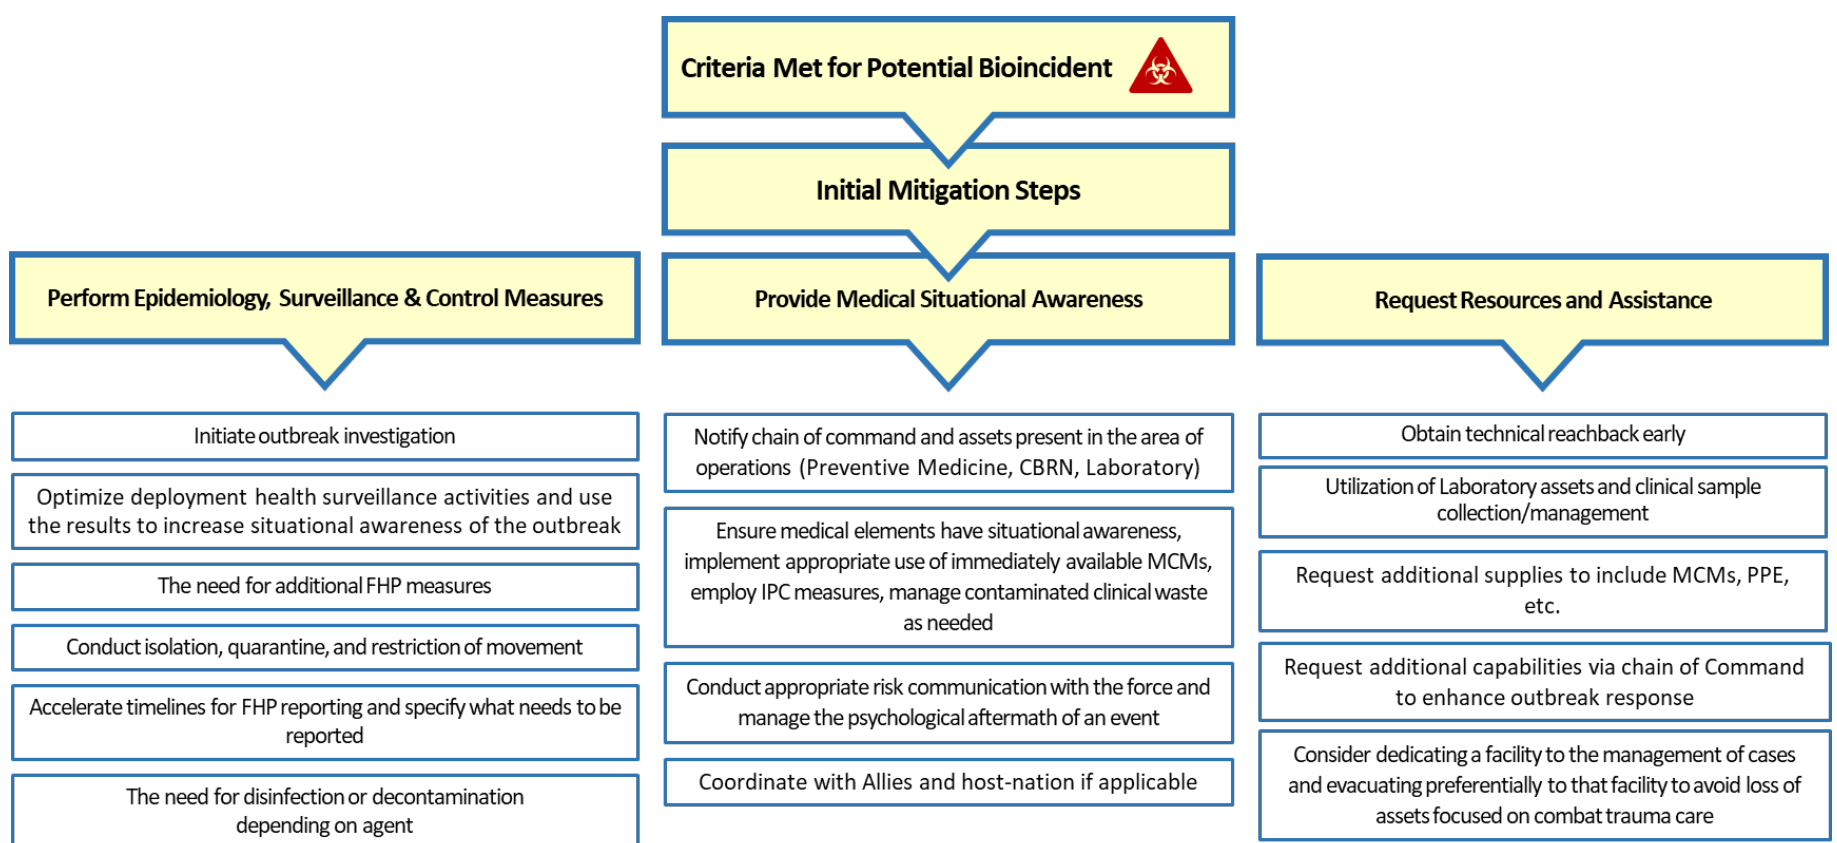 Criteria Met for Potential Bioincident
Initial Mitigation Steps
Perform Epidemiology, Surveillance & Control Measures
Initiate outbreak investigation
Optimize deployment health surveillance activities and use
the results to increase situational awareness of the outbreak
The need for additional FHP measures
Conduct isolation, quarantine, and restriction of movement
Accelerate timelines for FHP reporting and specify what needs to be
reported
The need for disinfection or decontamination
depending on agent
Provide Medical Situational Awareness
Notify chain of command and assets present in the area of
operations (Preventive Medicine, CBRN, Laboratory)
Ensure medical elements have situational awareness,
implement appropriate use of immediately available MCMs,
employ IPC measures, manage contaminated clinical waste
as needed
Conduct appropriate risk communication with the force and
manage the psychological aftermath of an event
Coordinate with Allies and host-nation if applicable
Request Resources and Assistance
Obtain technical reachback early
Utilization of Laboratory assets and clinical sample
collection/management
Request additional supplies to include MCMs, PPE,
etc.
Request additional capabilities via chain of Command
to enhance outbreak response
Consider dedicating a facility to the management of cases
and evacuating preferentially to that facility to avoid loss of
assets focused on combat trauma care